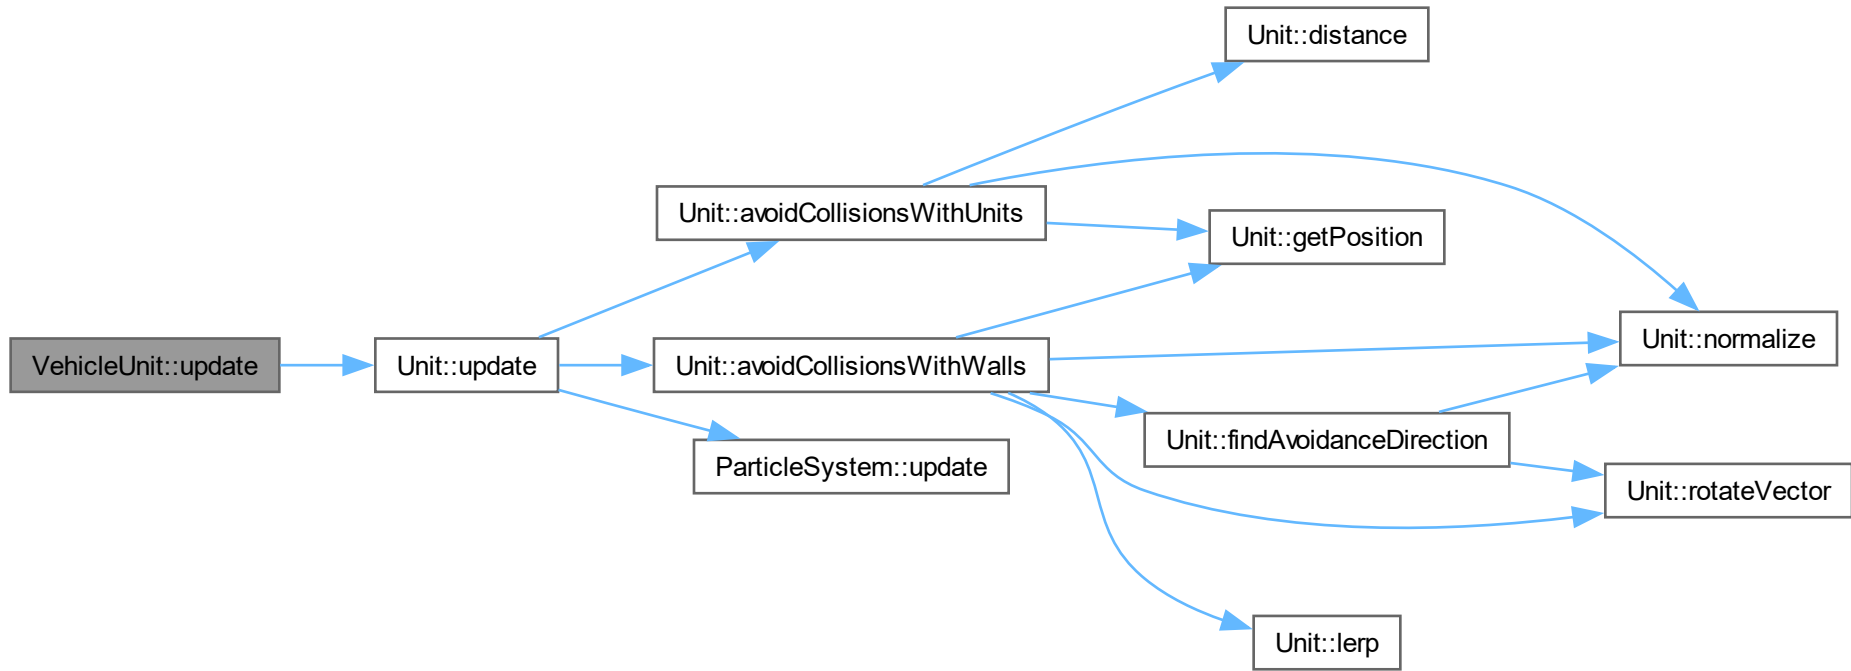 Unit::distance
Unit::avoidCollisionsWithUnits
Unit::getPosition
VehicleUnit::update
Unit::update
Unit::avoidCollisionsWithWalls
Unit::normalize
Unit::findAvoidanceDirection
ParticleSystem::update
Unit::rotateVector
Unit::lerp